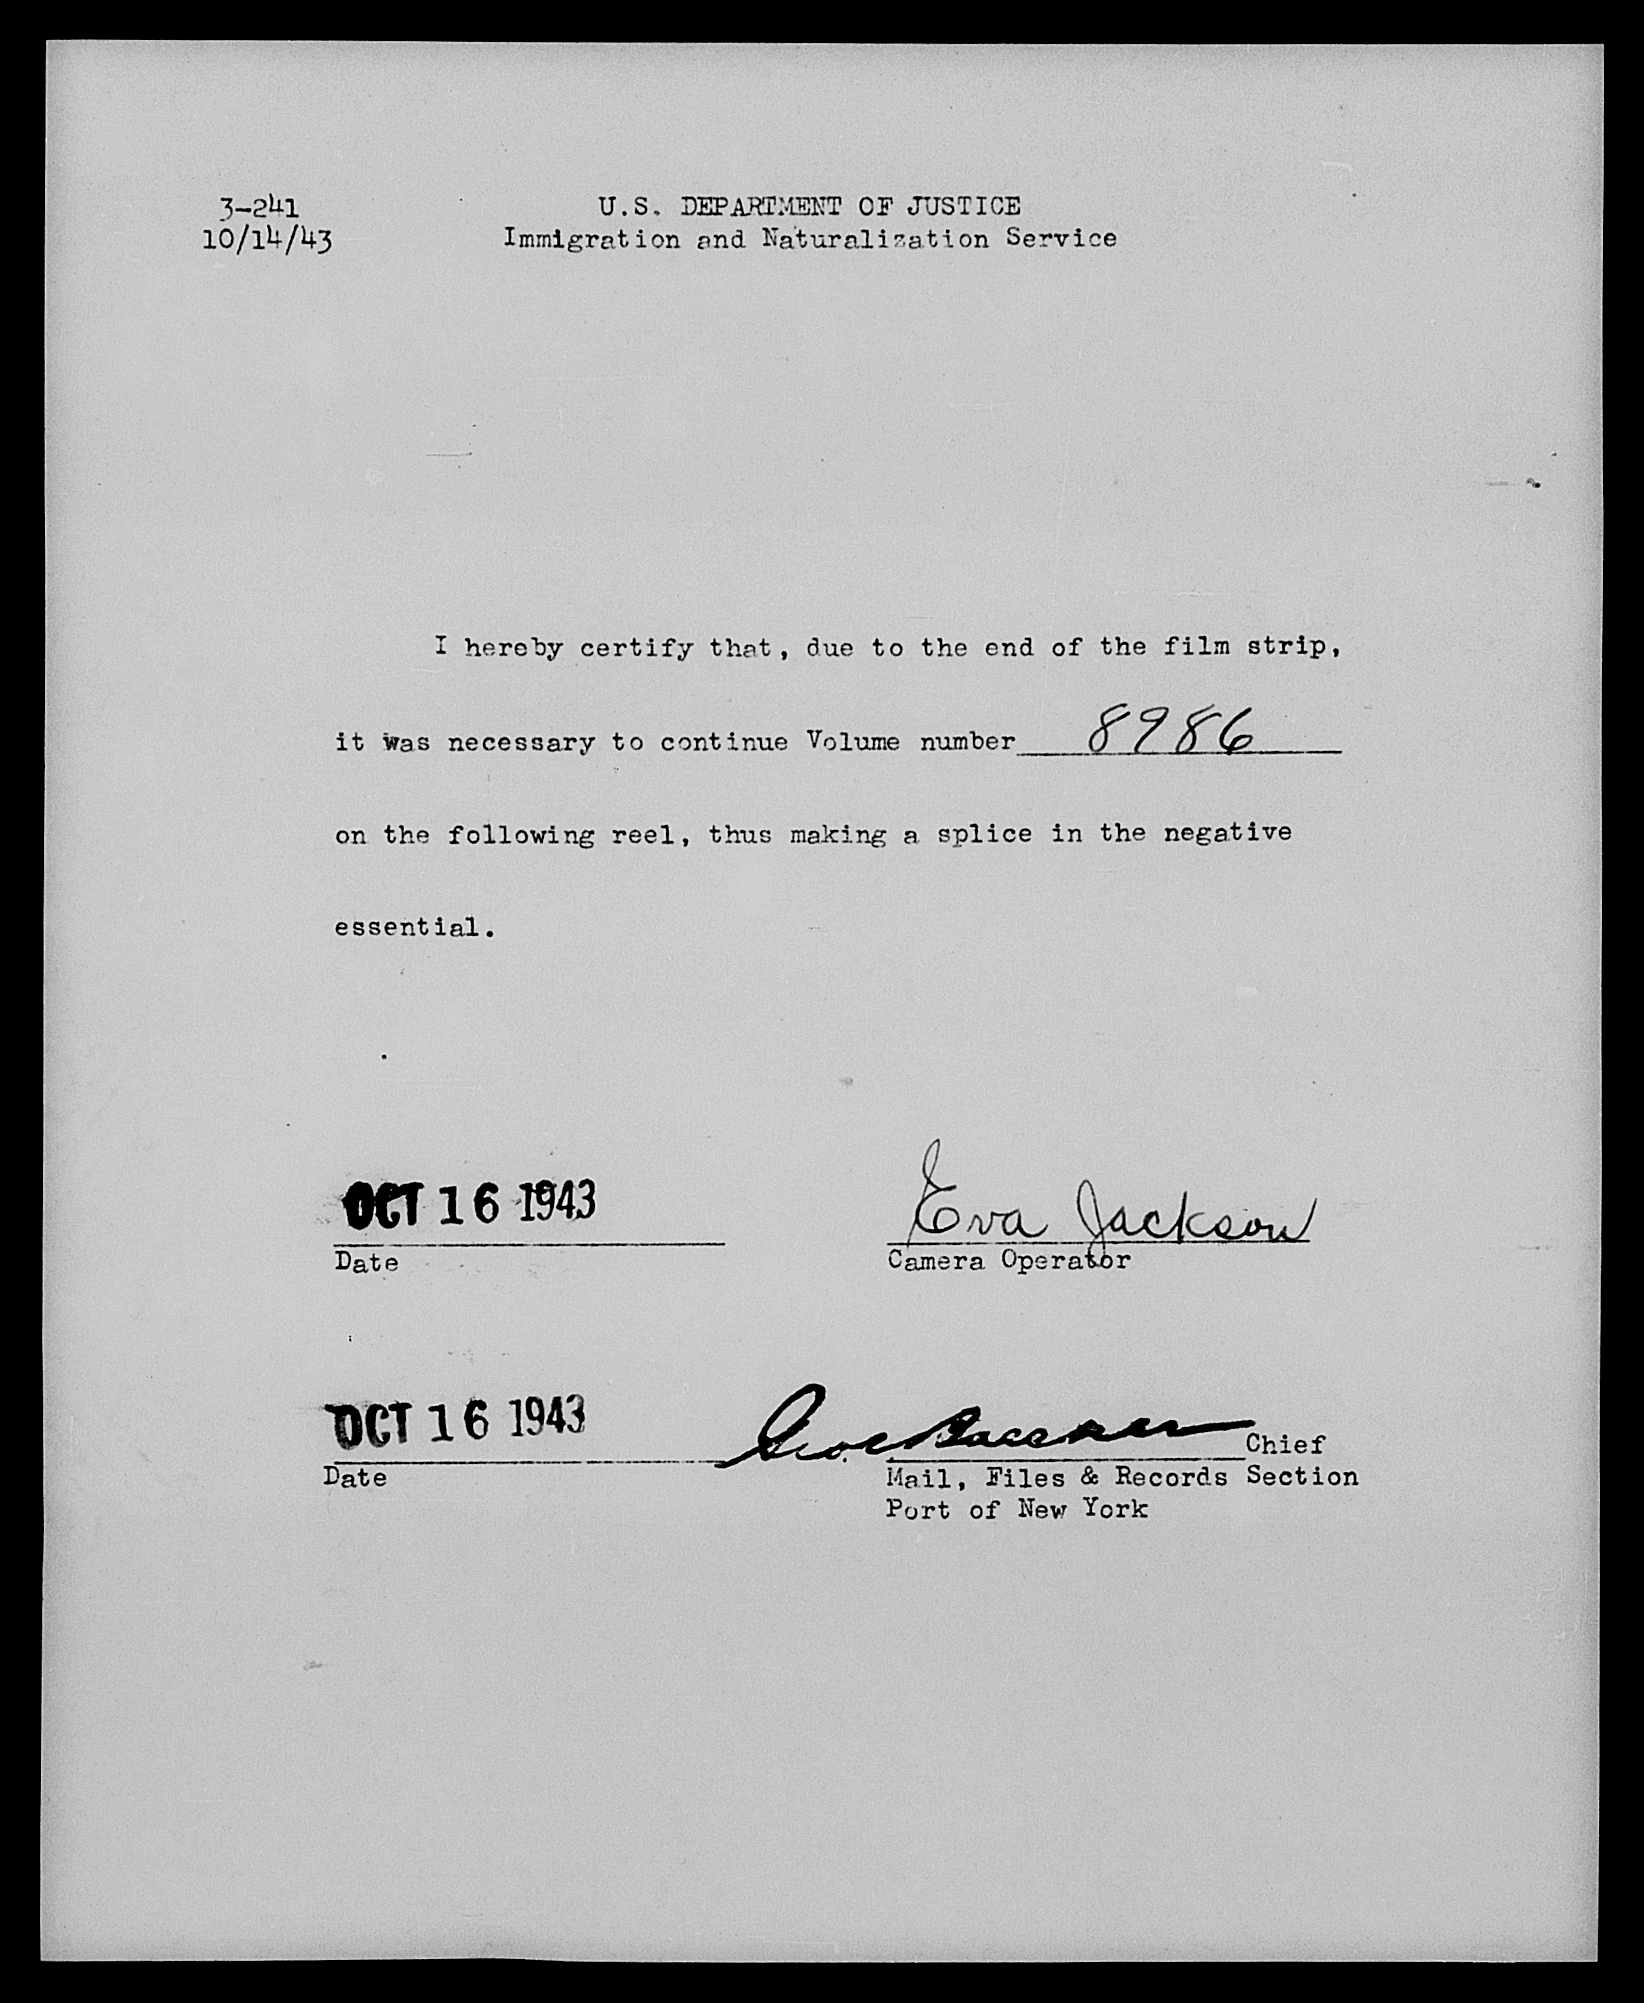 3-241
10/14/43
U.S. DEPARTMENT OF JUSTICE
Immigration and Naturalization Service
I hereby certify that, due to the end of the film strip,
it was necessary to continue Volume number 8986
on the following reel, thus making a splice in the negative
essential.
OCT 16 1943
Date
Eva Jackson
Camera Operator
OCT 16 1943
Date
Chief
Mail, Files & Records Section
Port of New York